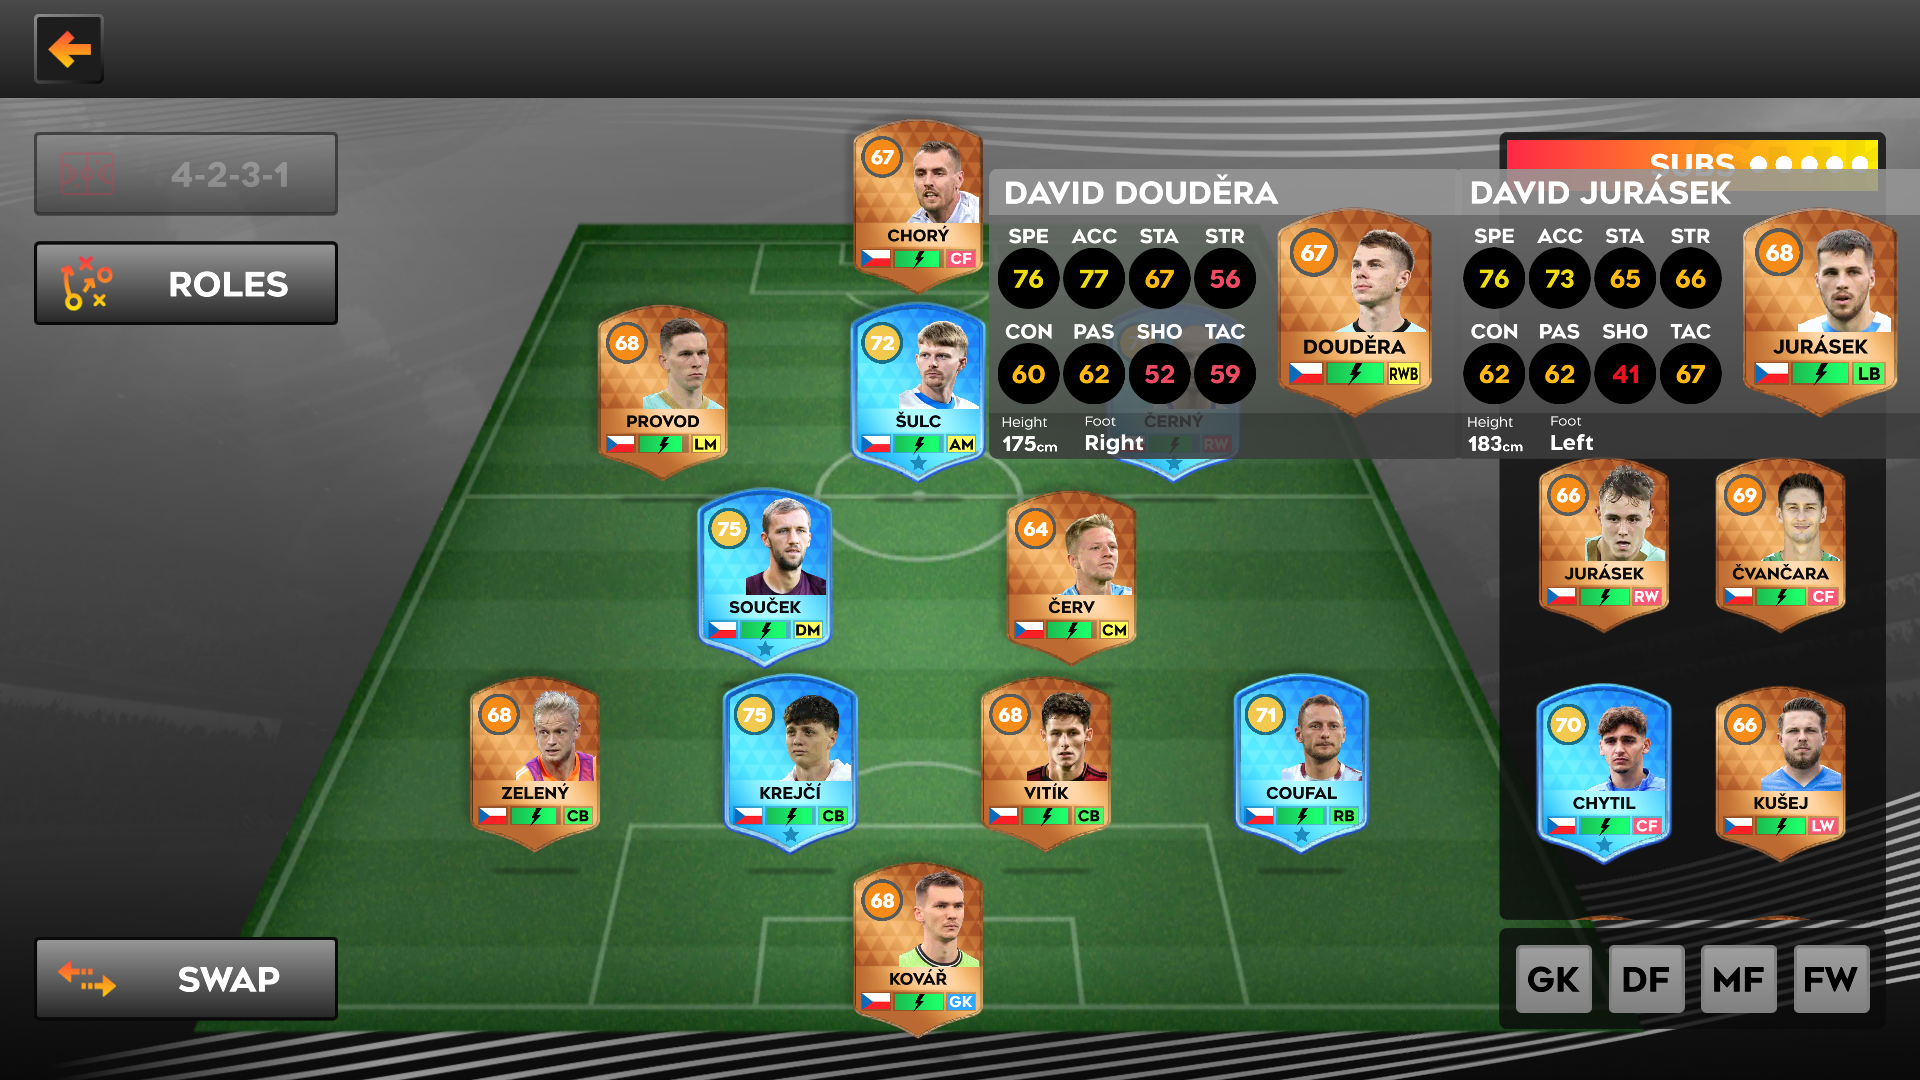 4-2-3-1
ROLES
SWAP
67
CHORÝ
CF
68
PROVOD
LM
72
ŠULC
AM
ČERNÝ
RW
75
SOUČEK
DM
64
ČERV
CM
68
ZELENÝ
CB
75
KREJČÍ
CB
68
VITÍK
CB
71
COUFAL
RB
68
KOVÁŘ
GK
DAVID DOUDĚRA
SPE ACC STA STR
76 77 67 56
CON PAS SHO TAC
60 62 52 59
Height Foot
175cm Right
67
DOUDĚRA
RWB
SUBS
DAVID JURÁSEK
SPE ACC STA STR
76 73 65 66
CON PAS SHO TAC
62 62 41 67
Height Foot
183cm Left
68
JURÁSEK
LB
66
JURÁSEK
RW
69
ČVANČARA
CF
70
CHYTIL
CF
66
KUŠEJ
LW
GK DF MF FW